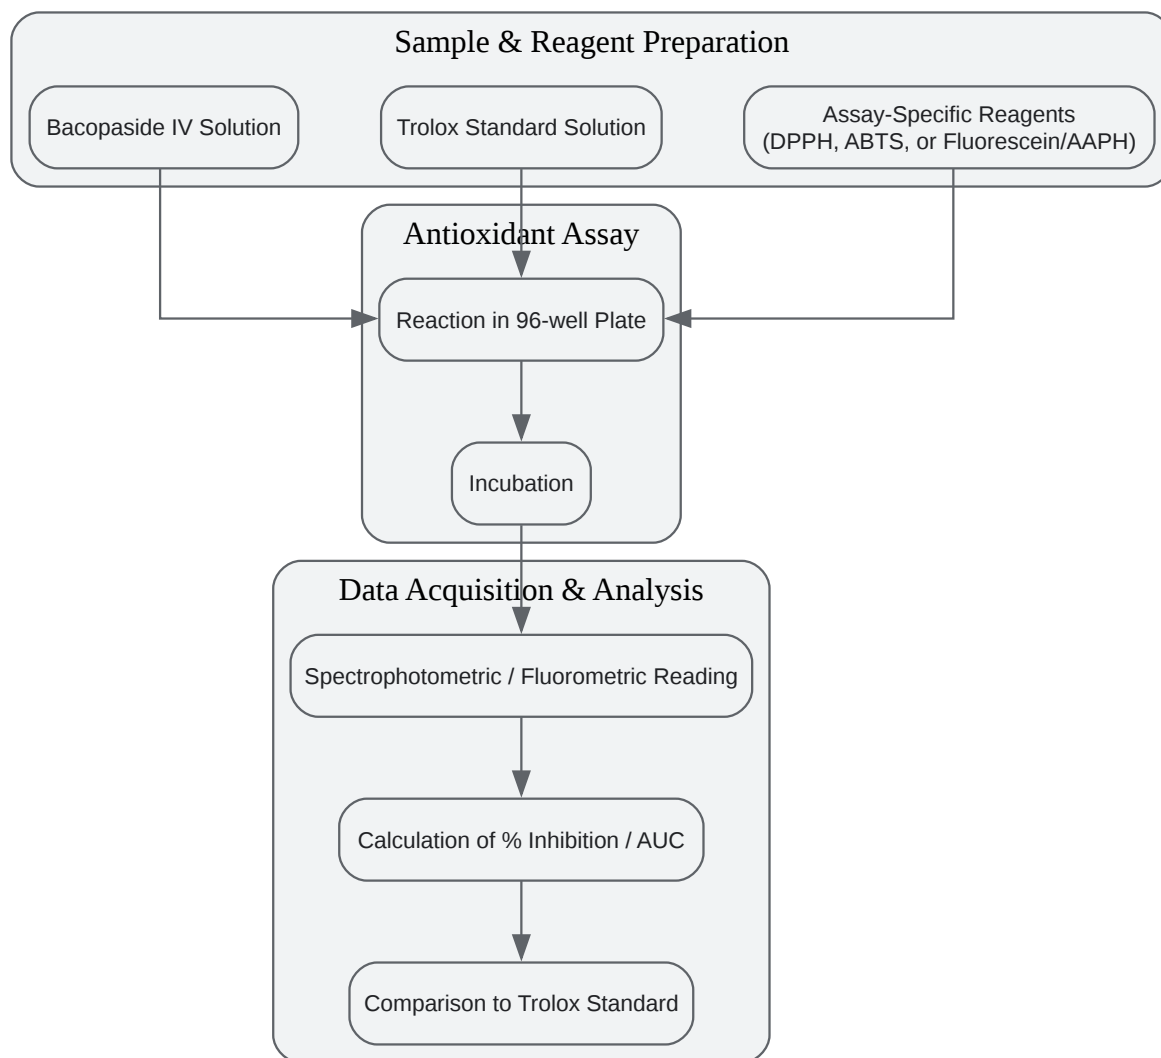 Sample & Reagent Preparation
Bacopaside IV Solution
Trolox Standard Solution
Assay-Specific Reagents
(DPPH, ABTS, or Fluorescein/AAPH)
Antioxidant Assay
Reaction in 96-well Plate
Incubation
Data Acquisition & Analysis
Spectrophotometric / Fluorometric Reading
Calculation of % Inhibition / AUC
Comparison to Trolox Standard